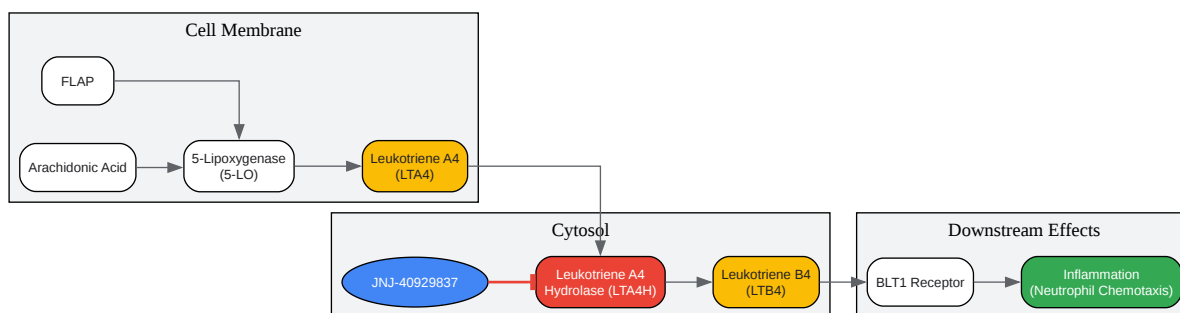 Cell Membrane
FLAP
Arachidonic Acid
5-Lipoxygenase
(5-LO)
Leukotriene A4
(LTA4)
Cytosol
JNJ-40929837
Leukotriene A4
Hydrolase (LTA4H)
Leukotriene B4
(LTB4)
Downstream Effects
BLT1 Receptor
Inflammation
(Neutrophil Chemotaxis)